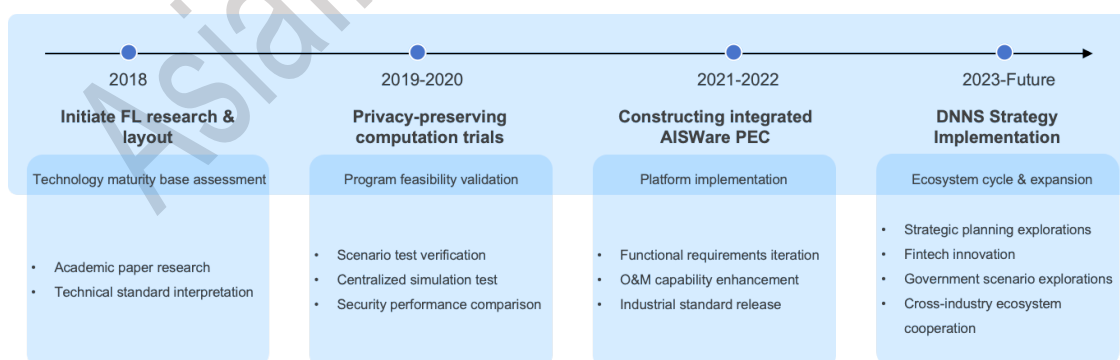 Asia
2018
2019-2020
2021-2022
2023-Future
Initiate FL research &
layout
Privacy-preserving
computation trials
Constructing integrated
AISWare PEC
DNNS Strategy
Implementation
Technology maturity base assessment
Program feasibility validation
Platform implementation
Ecosystem cycle & expansion
• Academic paper research
• Technical standard interpretation
• Scenario test verification
• Centralized simulation test
• Security performance comparison
• Functional requirements iteration
• O&M capability enhancement
• Industrial standard release
• Strategic planning explorations
• Fintech innovation
• Government scenario explorations
• Cross-industry ecosystem
cooperation